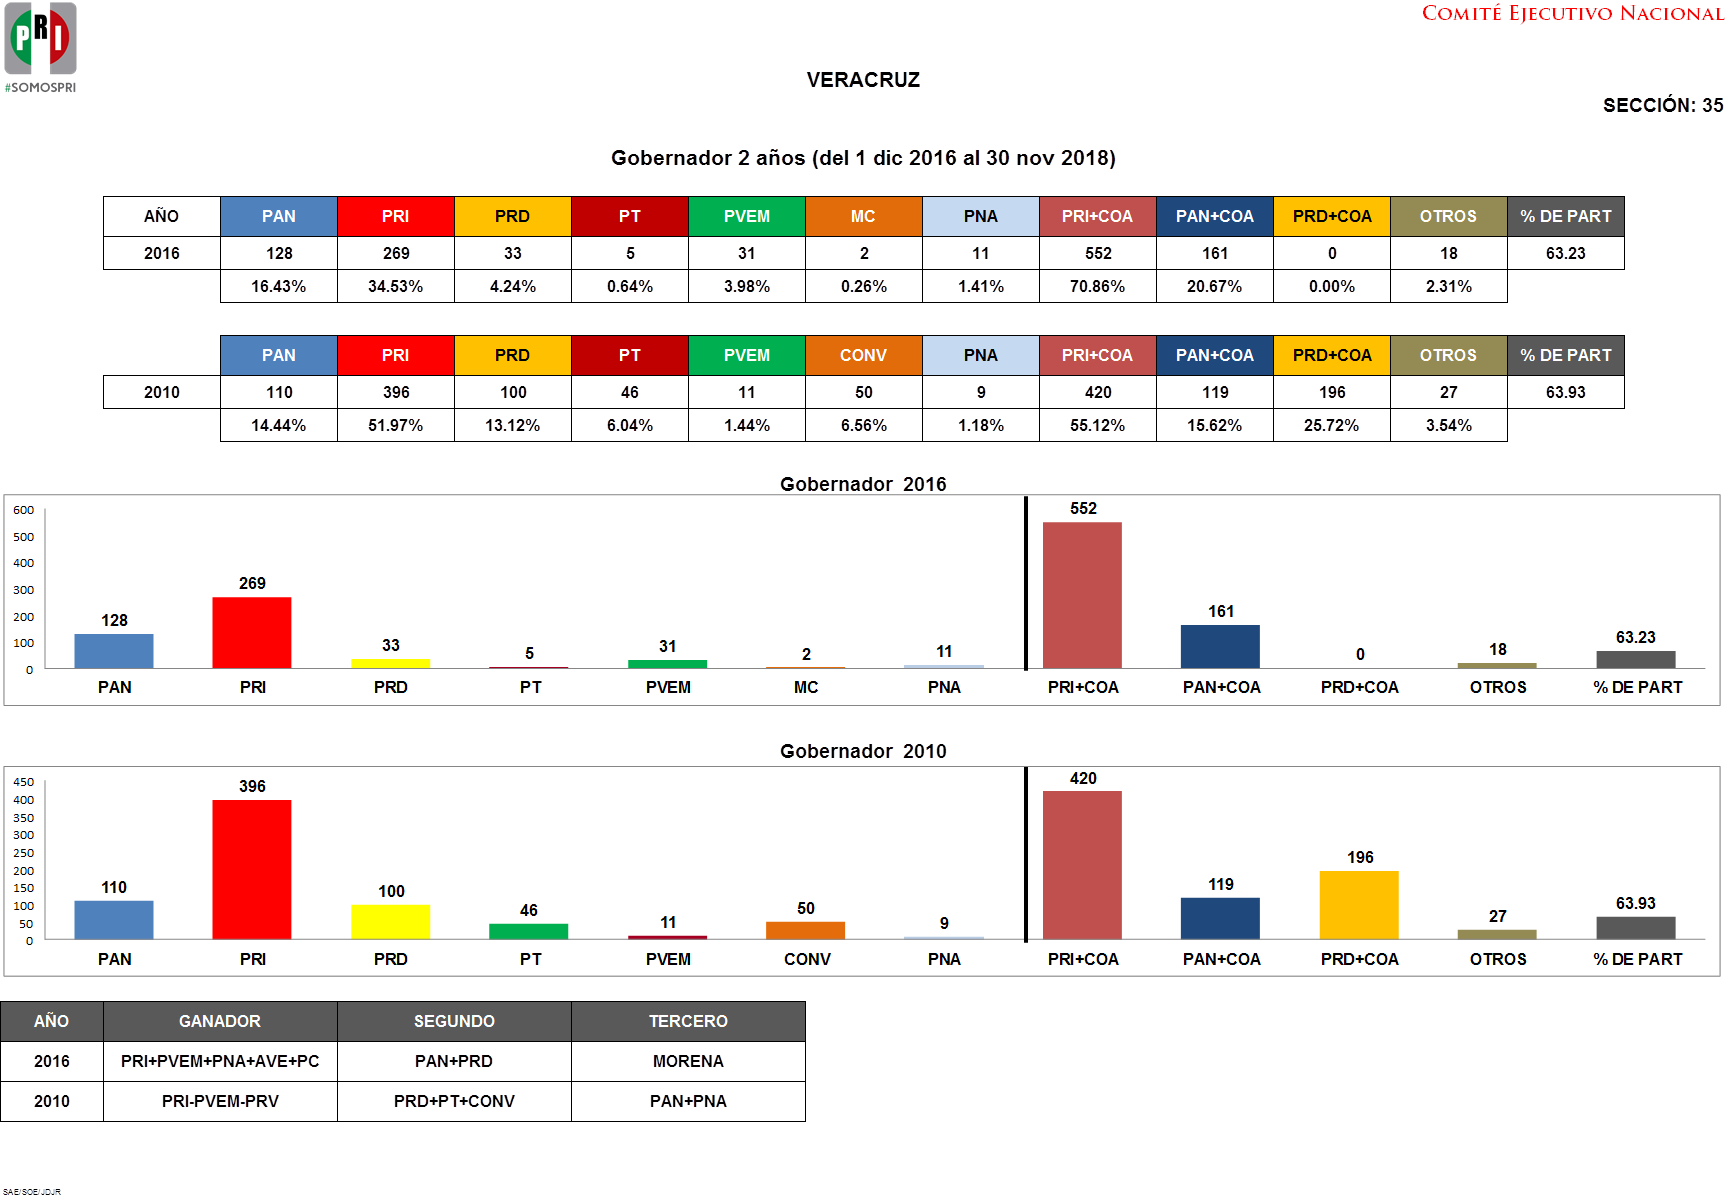 PRI
#SOMOSPRI
COMITÉ EJECUTIVO NACIONAL
VERACRUZ
SECCIÓN: 35
Gobernador 2 años (del 1 dic 2016 al 30 nov 2018)
AÑO PAN PRI PRD PT PVEM MC PNA PRI+COA PAN+COA PRD+COA OTROS % DE PART
2016 128 269 33 5 31 2 11 552 161 0 18 63.23
16.43% 34.53% 4.24% 0.64% 3.98% 0.26% 1.41% 70.86% 20.67% 0.00% 2.31%
PAN PRI PRD PT PVEM CONV PNA PRI+COA PAN+COA PRD+COA OTROS % DE PART
2010 110 396 100 46 11 50 9 420 119 196 27 63.93
14.44% 51.97% 13.12% 6.04% 1.44% 6.56% 1.18% 55.12% 15.62% 25.72% 3.54%
Gobernador 2016
600
500
400
300
200
100
0
128 269 33 5 31 2 11 552 161 0 18 63.23
PAN PRI PRD PT PVEM MC PNA PRI+COA PAN+COA PRD+COA OTROS % DE PART
Gobernador 2010
450
400
350
300
250
200
150
100
50
0
110 396 100 46 11 50 9 420 119 196 27 63.93
PAN PRI PRD PT PVEM CONV PNA PRI+COA PAN+COA PRD+COA OTROS % DE PART
AÑO GANADOR SEGUNDO TERCERO
2016 PRI+PVEM+PNA+AVE+PC PAN+PRD MORENA
2010 PRI-PVEM-PRV PRD+PT+CONV PAN+PNA
SAE/SOE/JDJR